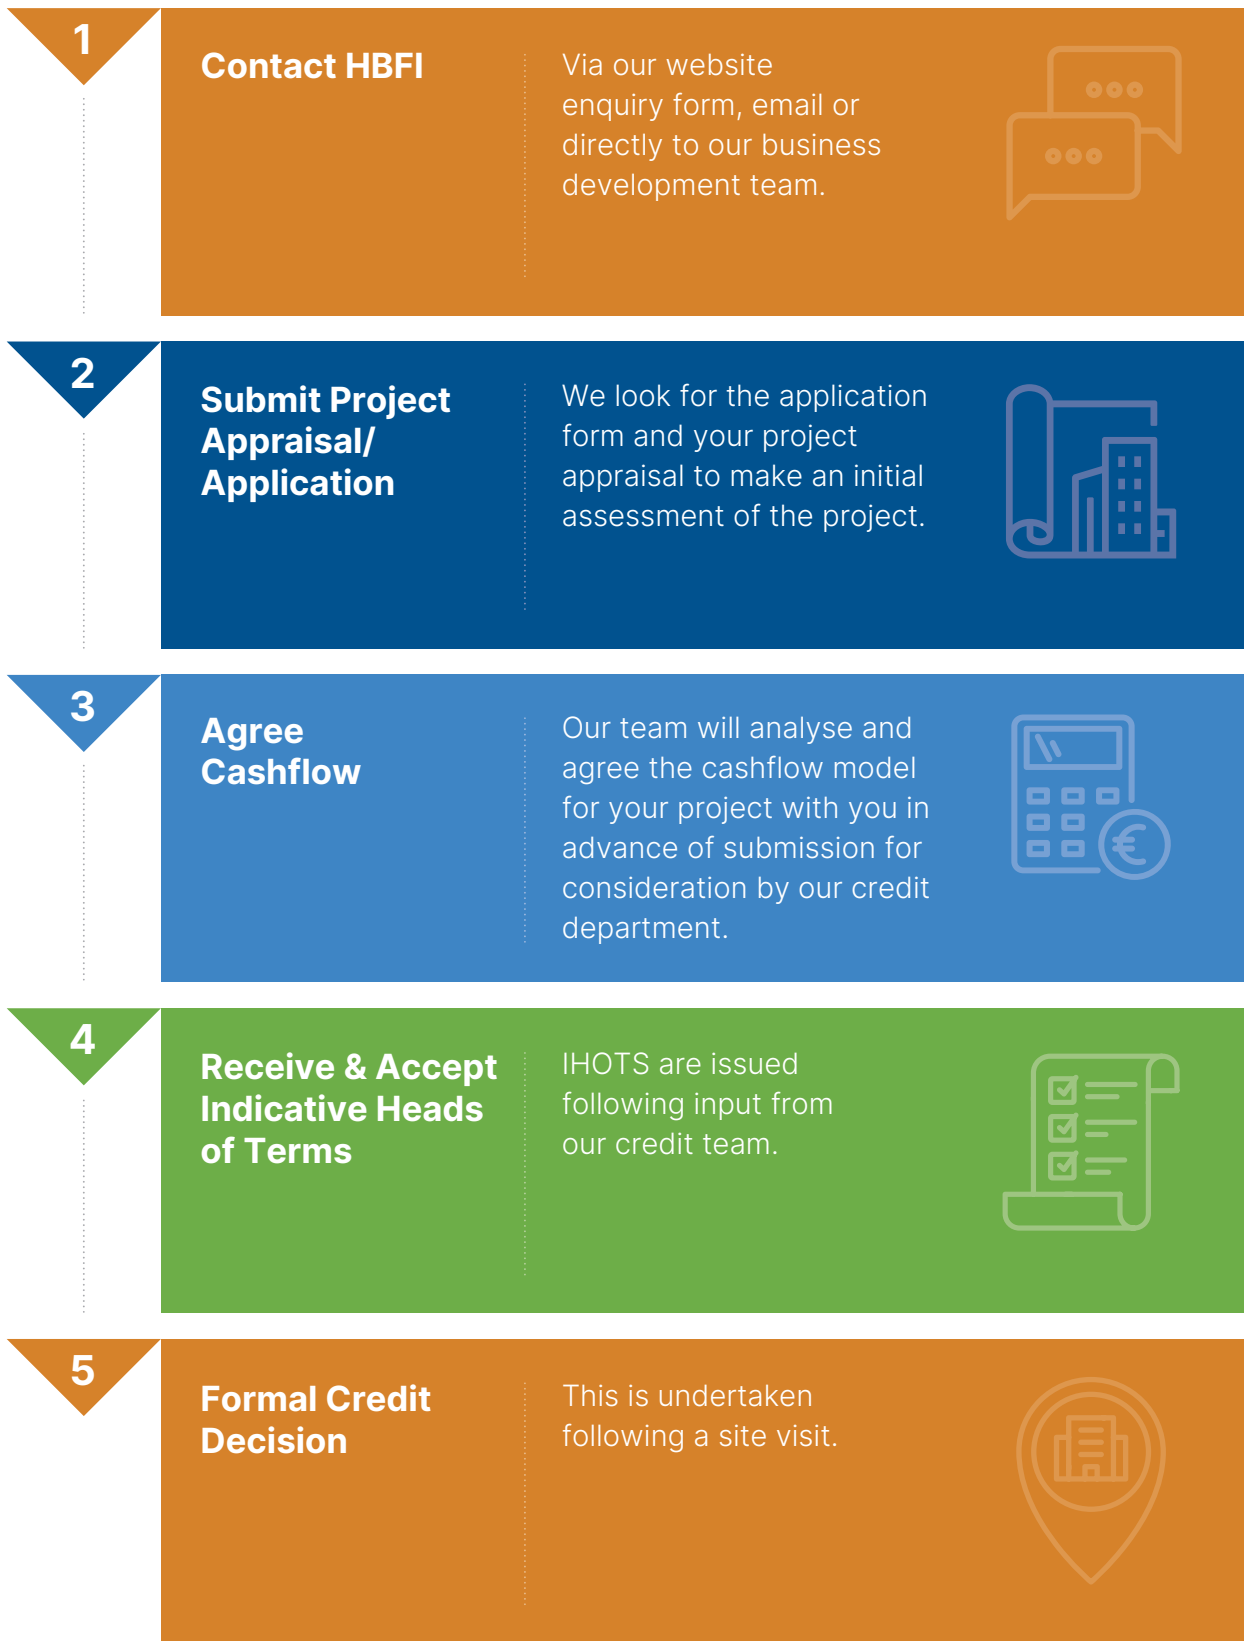 1
Contact HBFI
Via our website
enquiry form, email or
directly to our business
development team.
2
Submit Project
Appraisal/
Application
We look for the application
form and your project
appraisal to make an initial
assessment of the project.
3
Agree
Cashflow
Our team will analyse and
agree the cashflow model
for your project with you in
advance of submission for
consideration by our credit
department.
4
Receive & Accept
Indicative Heads
of Terms
IHOTS are issued
following input from
our credit team.
5
Formal Credit
Decision
This is undertaken
following a site visit.